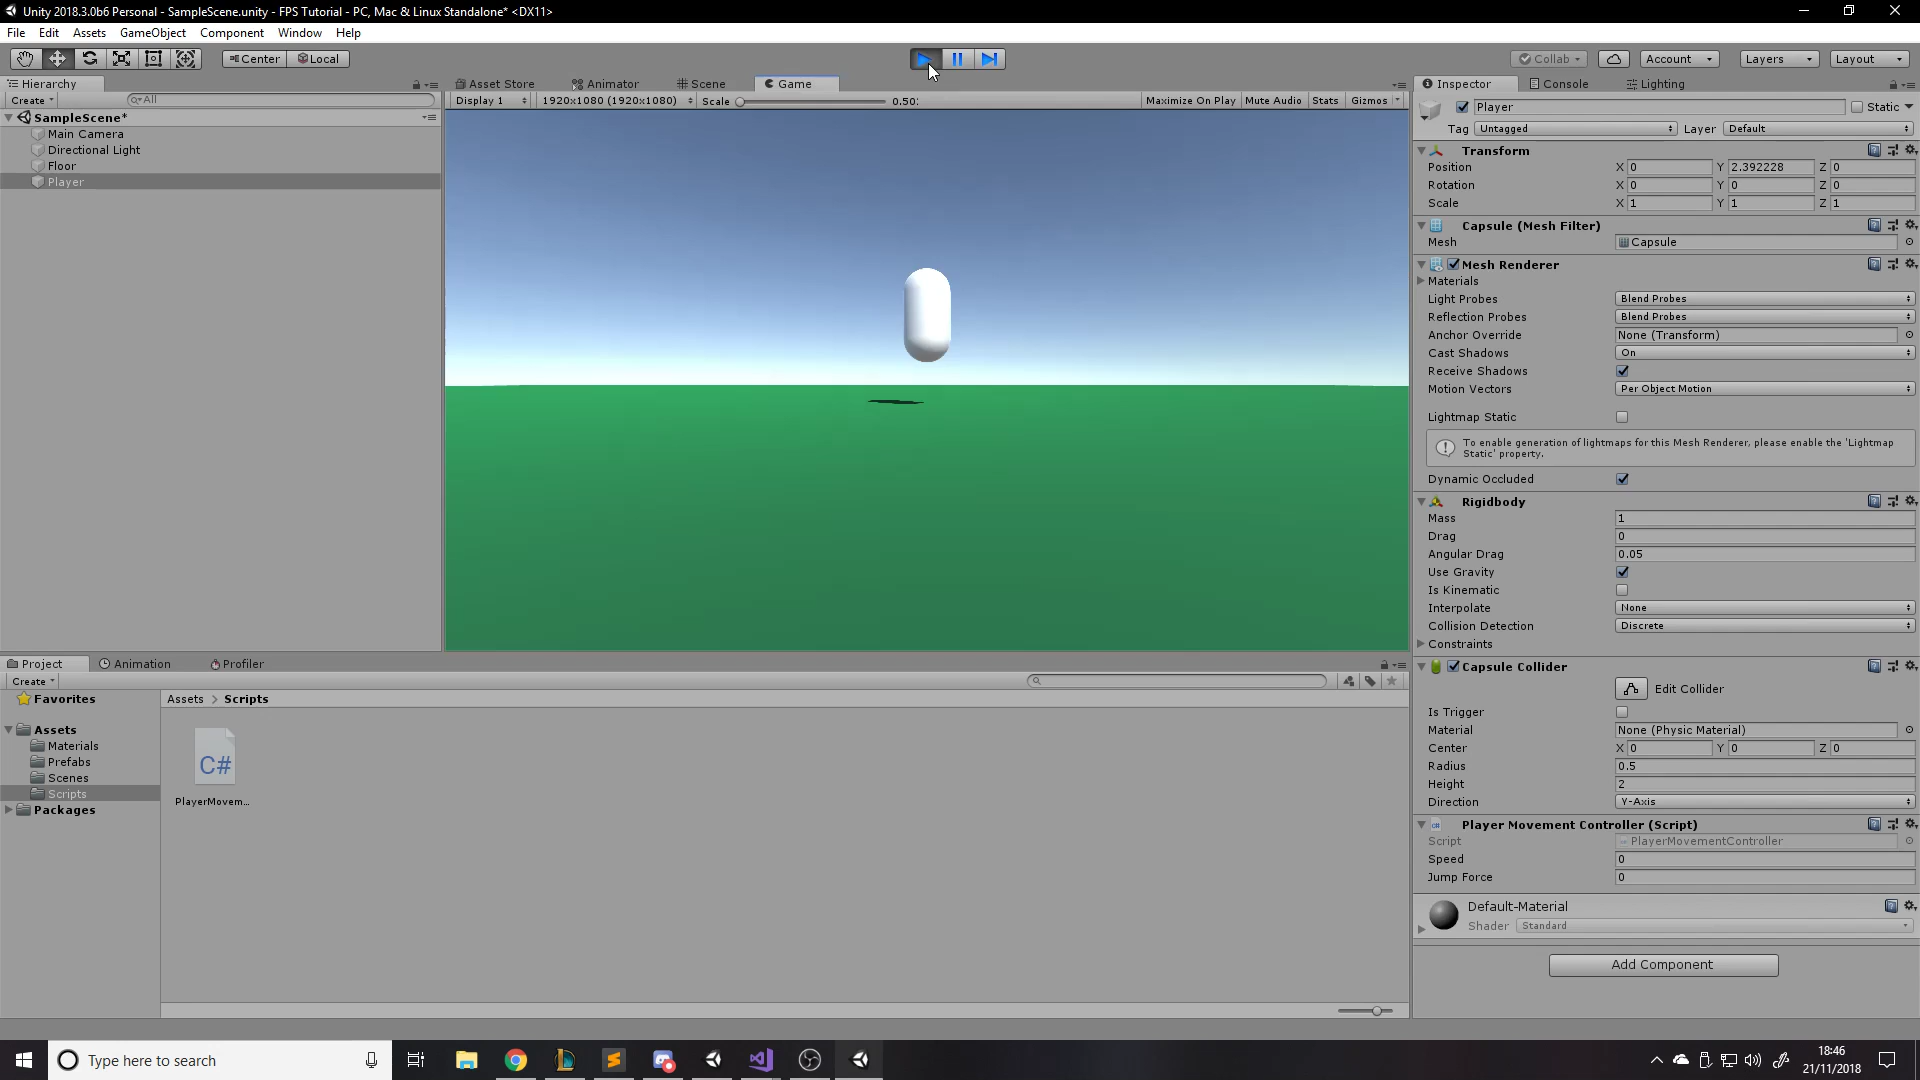 Unity 2018.3.0b6 Personal - SampleScene.unity - FPS Tutorial - PC, Mac & Linux Standalone* <DX11>
File Edit Assets GameObject Component Window Help
Center Local Collab Account Layers Layout
Hierarchy
Create All
SampleScene*
Main Camera
Directional Light
Floor
Player
Asset Store Animator Scene Game
Display 1 1920x1080 (1920x1080) Scale 0.50: Maximize On Play Mute Audio Stats Gizmos
Inspector Console Lighting
Player Static
Tag Untagged Layer Default
Transform
Position X 0 Y 2.392228 Z 0
Rotation X 0 Y 0 Z 0
Scale X 1 Y 1 Z 1
Capsule (Mesh Filter)
Mesh Capsule
Mesh Renderer
Materials
Light Probes Blend Probes
Reflection Probes Blend Probes
Anchor Override None (Transform)
Cast Shadows On
Receive Shadows
Motion Vectors Per Object Motion
Lightmap Static
To enable generation of lightmaps for this Mesh Renderer, please enable the 'Lightmap
Static' property.
Dynamic Occluded
Rigidbody
Mass 1
Drag 0
Angular Drag 0.05
Use Gravity
Is Kinematic
Interpolate None
Collision Detection Discrete
Constraints
Capsule Collider
Edit Collider
Is Trigger
Material None (Physic Material)
Center X 0 Y 0 Z 0
Radius 0.5
Height 2
Direction Y-Axis
Player Movement Controller (Script)
Script PlayerMovementController
Speed 0
Jump Force 0
Default-Material
Shader Standard
Add Component
Project Animation Profiler
Create
Favorites
Assets
Materials
Prefabs
Scenes
Scripts
Packages
Assets > Scripts
C#
PlayerMovem...
Type here to search
18:46
21/11/2018